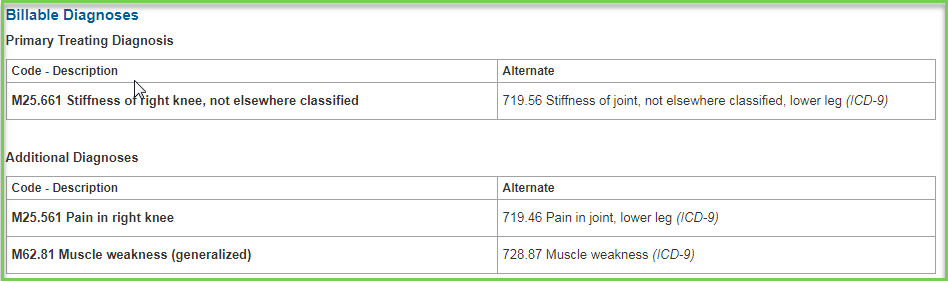 Billable Diagnoses
Primary Treating Diagnosis
Code - Description Alternate
M25.661 Stiffness of right knee, not elsewhere classified 719.56 Stiffness of joint, not elsewhere classified, lower leg (ICD-9)
Additional Diagnoses
Code - Description Alternate
M25.561 Pain in right knee 719.46 Pain in joint, lower leg (ICD-9)
M62.81 Muscle weakness (generalized) 728.87 Muscle weakness (ICD-9)